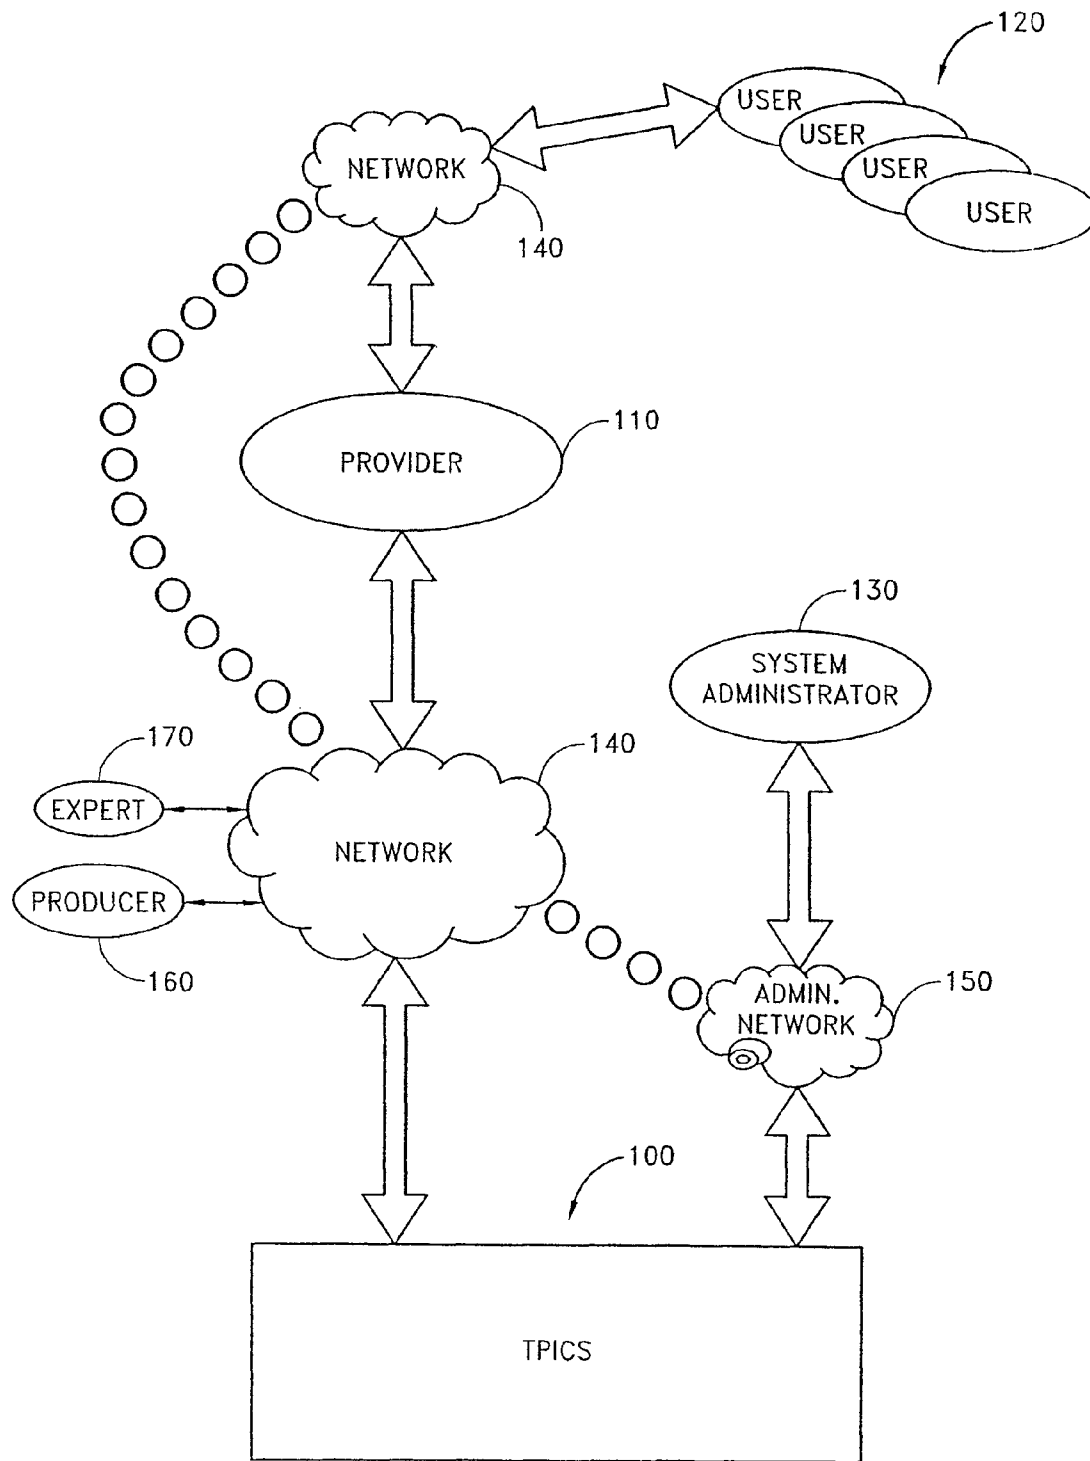 120
USER
USER
USER
USER
NETWORK
140
110
PROVIDER
130
SYSTEM
ADMINISTRATOR
170
140
EXPERT
NETWORK
PRODUCER
160
ADMIN.
NETWORK
150
100
TPICS